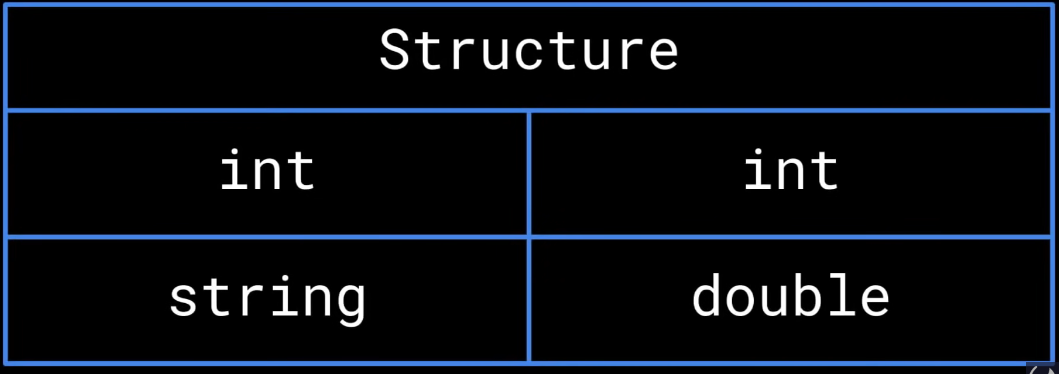 Structure
int int
string double